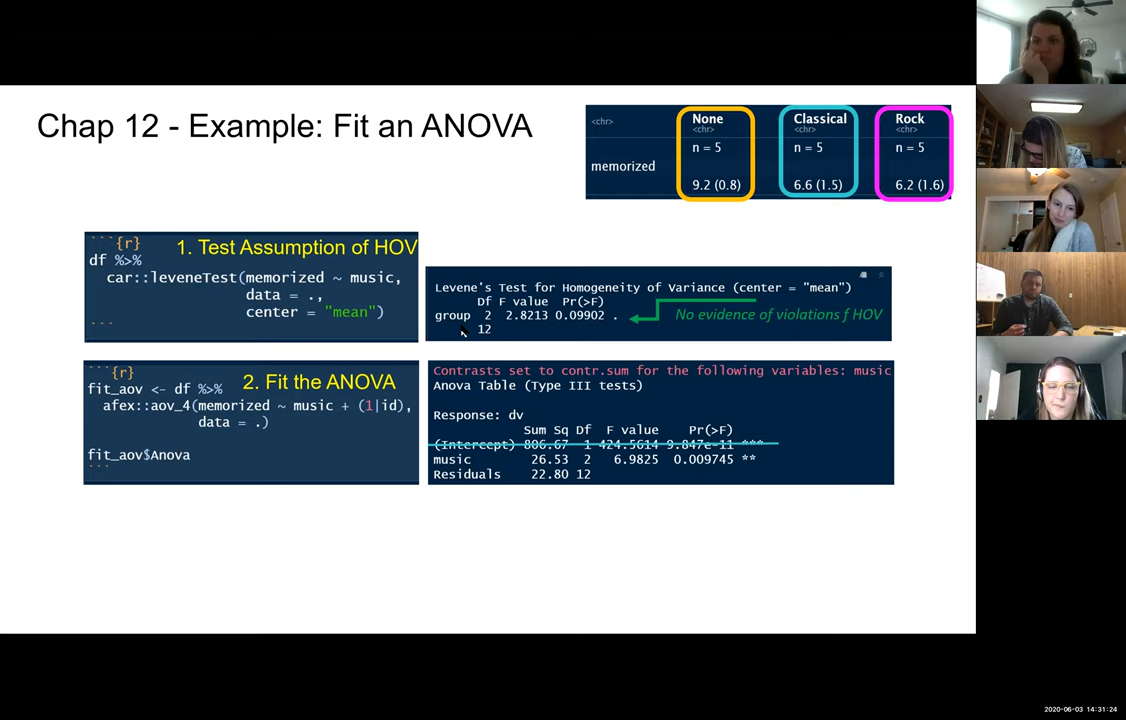 Chap 12 - Example: Fit an ANOVA
<chr> None Classical Rock
<chr> <chr> <chr>
n = 5 n = 5 n = 5
memorized
9.2 (0.8) 6.6 (1.5) 6.2 (1.6)
```{r}
1. Test Assumption of HOV
df %>%
car::leveneTest(memorized ~ music,
data = .,
center = "mean")
```
Levene's Test for Homogeneity of Variance (center = "mean")
Df F value Pr(>F)
group 2 2.8213 0.09902 .
12
No evidence of violations f HOV
```{r}
2. Fit the ANOVA
fit_aov <- df %>%
afex::aov_4(memorized ~ music + (1|id),
data = .)
fit_aov$Anova
```
Contrasts set to contr.sum for the following variables: music
Anova Table (Type III tests)
Response: dv
Sum Sq Df F value Pr(>F)
(Intercept) 806.67 1 424.5614 9.847e-11 ***
music 26.53 2 6.9825 0.009745 **
Residuals 22.80 12
2020-06-03 14:31:24